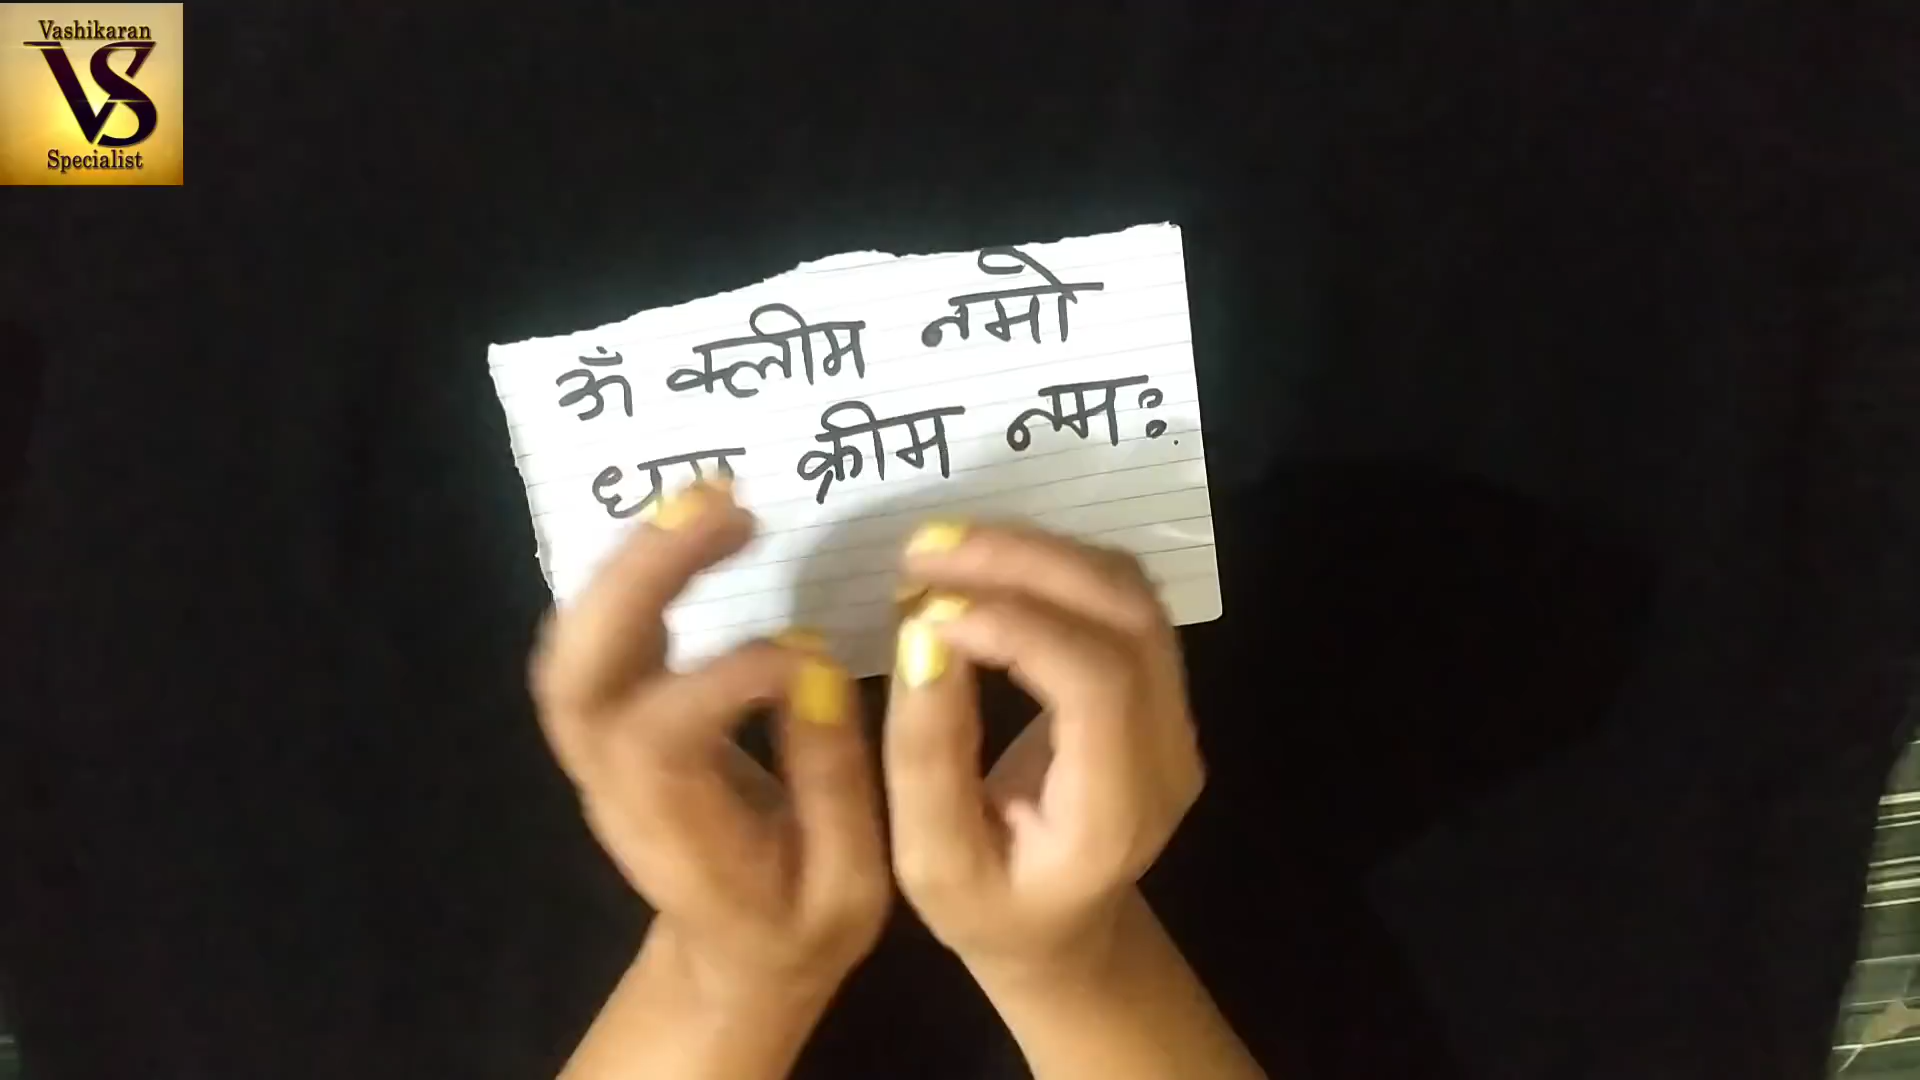 Vashikaran
VS
Specialist
ॐ क्लीम नमो
क्रीम नमः